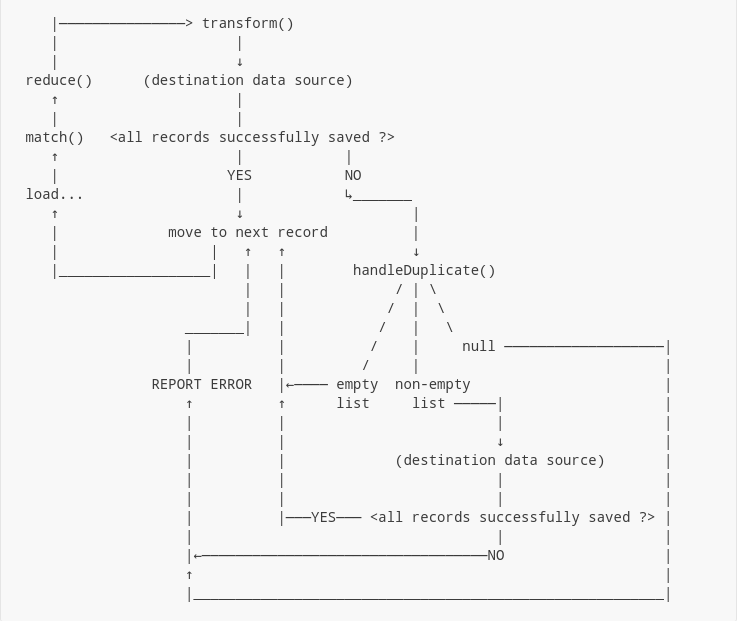 transform()
reduce() (destination data source)
match() <all records successfully saved ?>
YES NO
load...
move to next record
handleDuplicate()
null
REPORT ERROR empty non-empty
list list
(destination data source)
YES <all records successfully saved ?>
NO